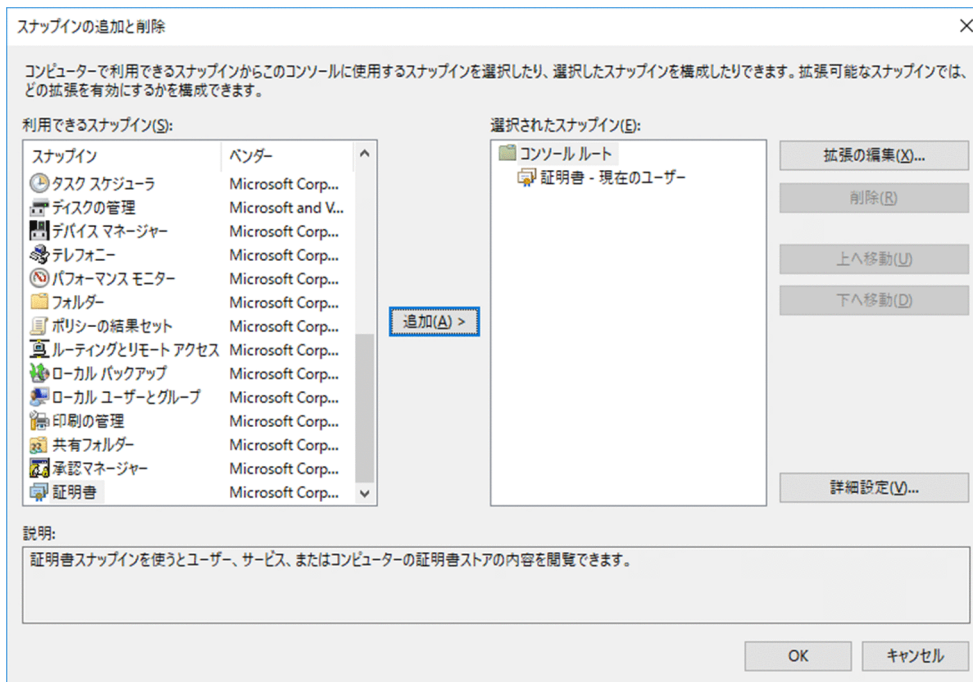 スナップインの追加と削除
コンピューターで利用できるスナップインからこのコンソールに使用するスナップインを選択したり、選択したスナップインを構成したりできます。拡張可能なスナップインでは、
どの拡張を有効にするかを構成できます。
利用できるスナップイン(S):
スナップイン ベンダー
タスク スケジューラ Microsoft Corp...
ディスクの管理 Microsoft and V...
デバイス マネージャー Microsoft Corp...
テレフォニー Microsoft Corp...
パフォーマンス モニター Microsoft Corp...
フォルダー Microsoft Corp...
ポリシーの結果セット Microsoft Corp...
ルーティングとリモート アクセス Microsoft Corp...
ローカル バックアップ Microsoft Corp...
ローカル ユーザーとグループ Microsoft Corp...
印刷の管理 Microsoft Corp...
共有フォルダー Microsoft Corp...
承認マネージャー Microsoft Corp...
証明書 Microsoft Corp...
追加(A) >
選択されたスナップイン(E):
コンソール ルート
証明書 - 現在のユーザー
拡張の編集(X)...
削除(R)
上へ移動(U)
下へ移動(D)
詳細設定(V)...
説明:
証明書スナップインを使うとユーザー、サービス、またはコンピューターの証明書ストアの内容を閲覧できます。
OK
キャンセル